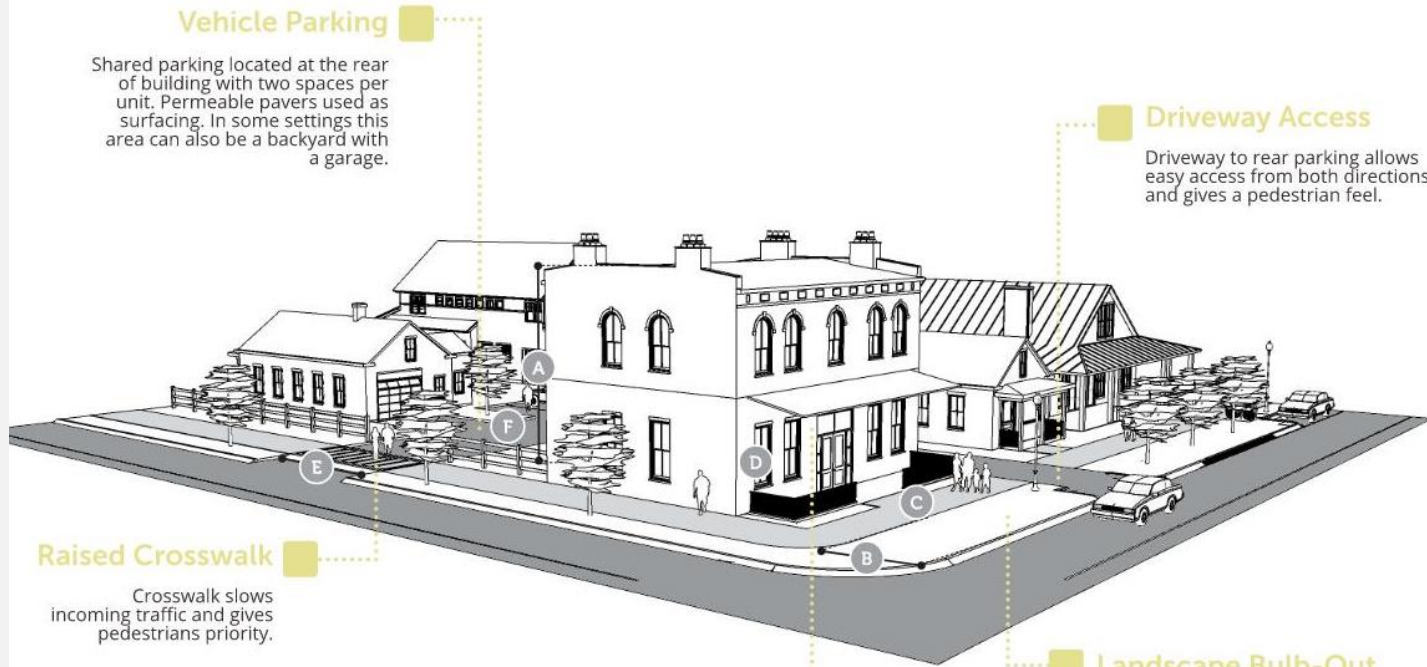 Vehicle Parking
Shared parking located at the rear
of building with two spaces per
unit. Permeable pavers used as
surfacing. In some settings this
area can also be a backyard with
a garage.
Driveway Access
Driveway to rear parking allows
easy access from both directions
and gives a pedestrian feel.
A
F
E
D
C
B
Raised Crosswalk
Crosswalk slows
incoming traffic and gives
pedestrians priority.
Landscape Bulb-Out